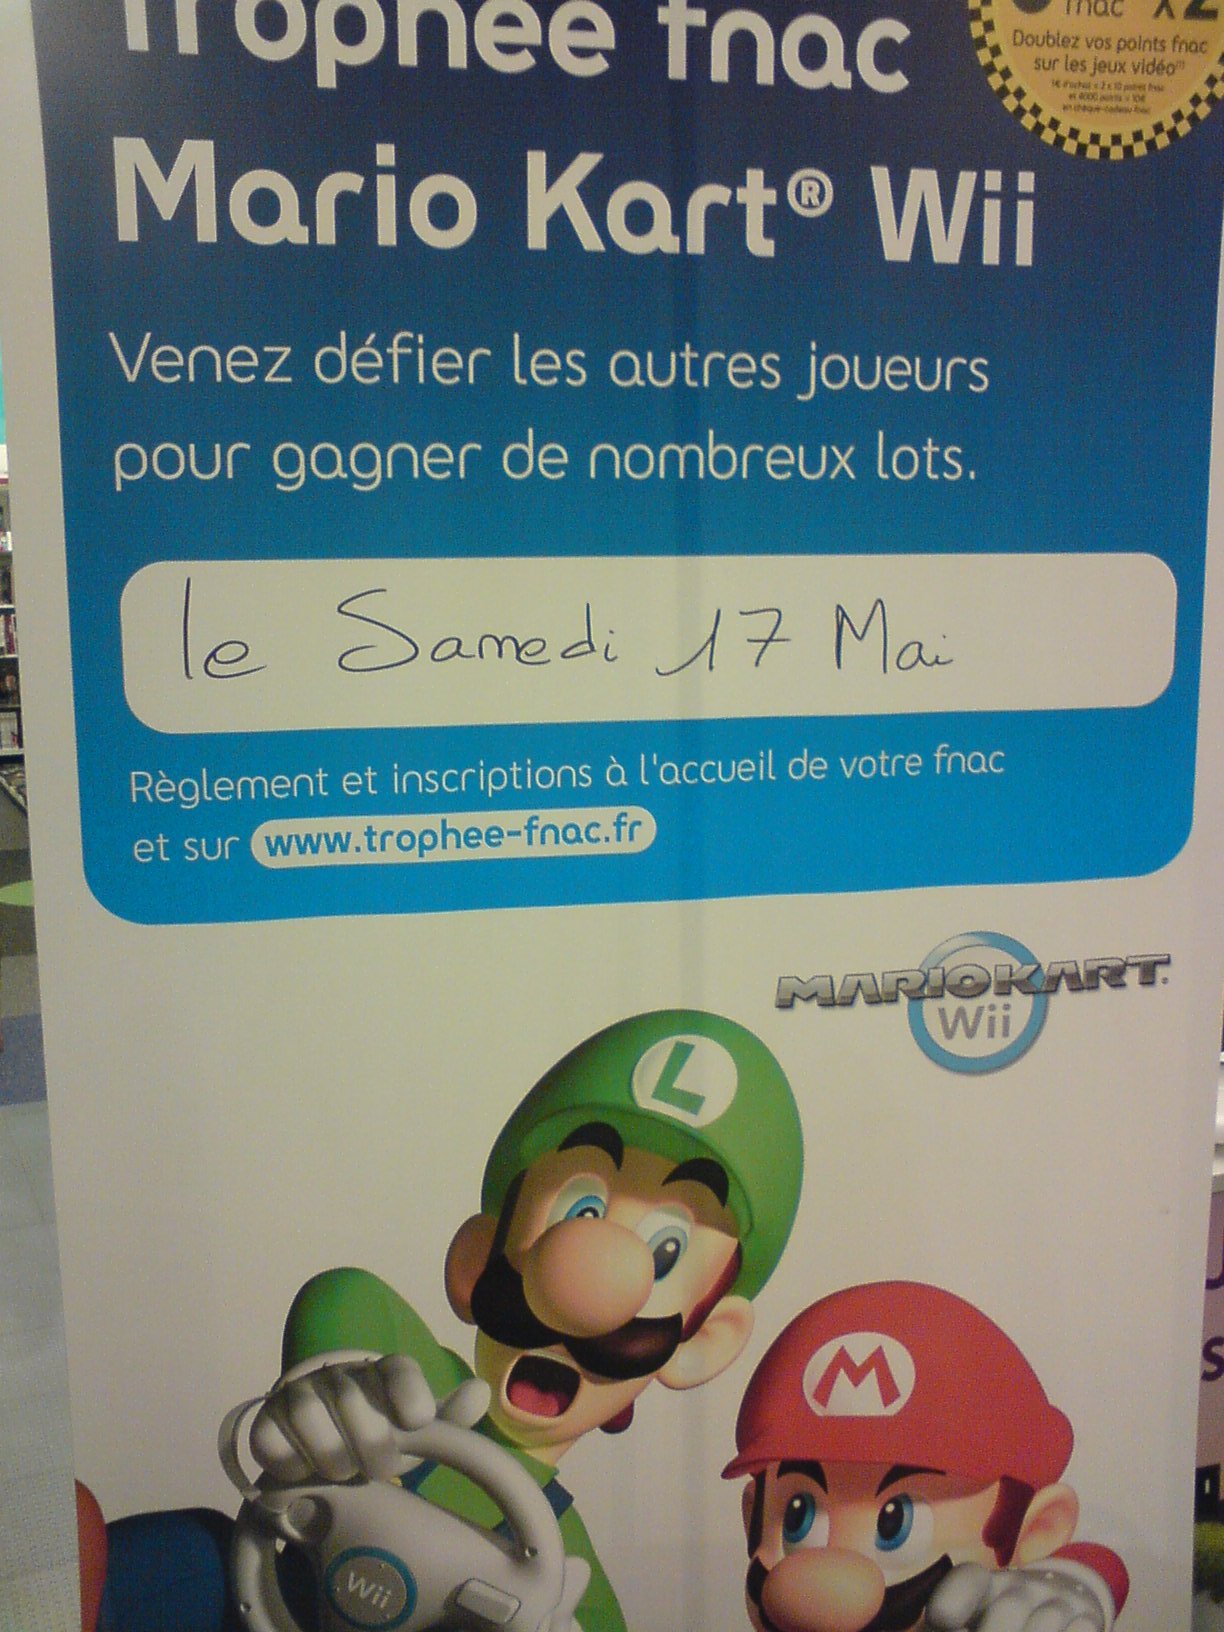 Trophée fnac
Mario Kart® Wii
fnac x2
Doublez vos points fnac
sur les jeux vidéo
Venez défier les autres joueurs
pour gagner de nombreux lots.
le Samedi 17 Mai
Règlement et inscriptions à l'accueil de votre fnac
et sur www.trophee-fnac.fr
MARIOKART
Wii
L
M
Wii